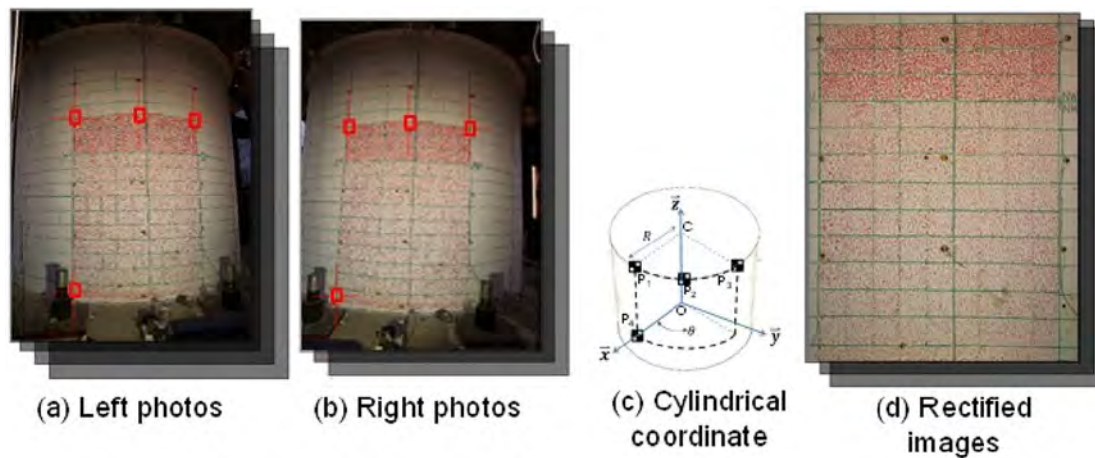 z
C
R
P1
P2
P3
O
P4
+θ
x
y
(a) Left photos
(b) Right photos
(c) Cylindrical
coordinate
(d) Rectified
images